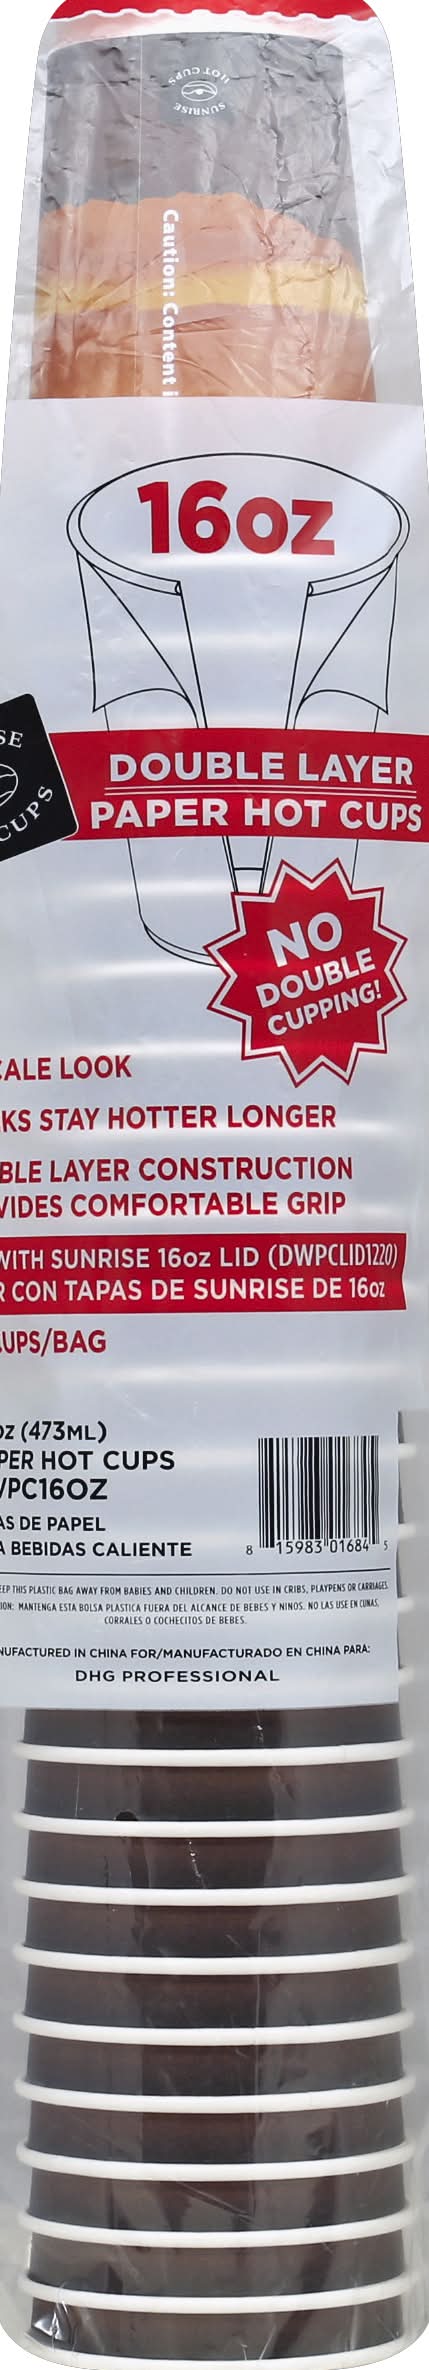 SUNRISE
HOT CUPS
Caution: Content i
16oz
SE
CUPS
DOUBLE LAYER
PAPER HOT CUPS
NO
DOUBLE
CUPPING!
CALE LOOK
KS STAY HOTTER LONGER
BLE LAYER CONSTRUCTION
VIDES COMFORTABLE GRIP
WITH SUNRISE 16oz LID (DWPCLID1220)
R CON TAPAS DE SUNRISE DE 16oz
CUPS/BAG
OZ (473ML)
PER HOT CUPS
VPC16OZ
AS DE PAPEL
A BEBIDAS CALIENTE
8 15983 01684 5
EEP THIS PLASTIC BAG AWAY FROM BABIES AND CHILDREN. DO NOT USE IN CRIBS, PLAYPENS OR CARRIAGES.
ION: MANTENGA ESTA BOLSA PLASTICA FUERA DEL ALCANCE DE BEBES Y NINOS. NO LAS USE EN CUNAS,
CORRALES O COCHECITOS DE BEBES.
NUFACTURED IN CHINA FOR/MANUFACTURADO EN CHINA PARA:
DHG PROFESSIONAL